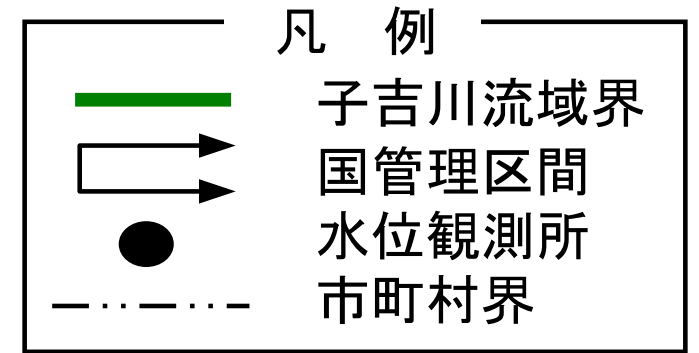 凡 例
子吉川流域界
国管理区間
水位観測所
市町村界